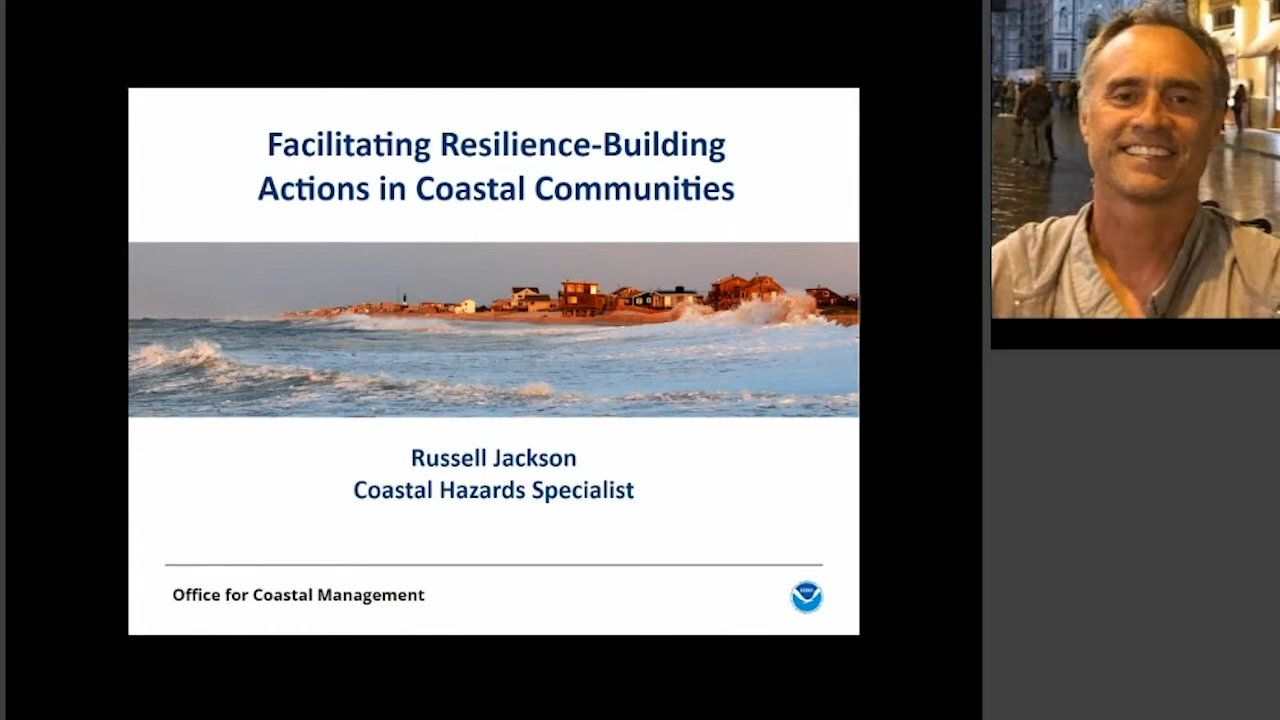 Facilitating Resilience-Building
Actions in Coastal Communities
Russell Jackson
Coastal Hazards Specialist
Office for Coastal Management